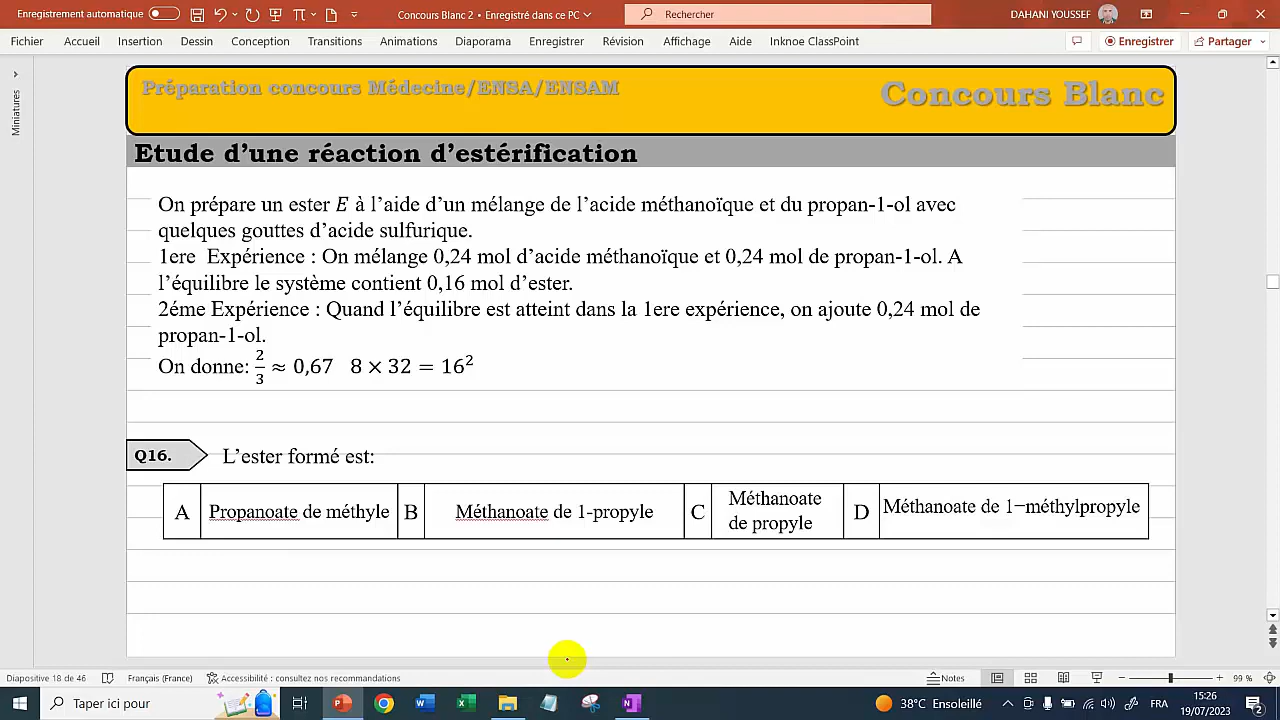 Enregistrement automatique
Concours Blanc 2 • Enregistré dans ce PC
Rechercher
DAHANI YOUSSEF
Fichier Accueil Insertion Dessin Conception Transitions Animations Diaporama Enregistrer Révision Affichage Aide Inknoe ClassPoint Enregistrer Partager
Miniatures
Préparation concours Médecine/ENSA/ENSAM
Concours Blanc
Etude d’une réaction d’estérification
On prépare un ester 𝐸 à l’aide d’un mélange de l’acide méthanoïque et du propan-1-ol avec
quelques gouttes d’acide sulfurique.
1ere Expérience : On mélange 0,24 mol d’acide méthanoïque et 0,24 mol de propan-1-ol. A
l’équilibre le système contient 0,16 mol d’ester.
2éme Expérience : Quand l’équilibre est atteint dans la 1ere expérience, on ajoute 0,24 mol de
propan-1-ol.
On donne: 2/3 ≈ 0,67 8 × 32 = 16²
Q16. L’ester formé est:
A Propanoate de méthyle B Méthanoate de 1-propyle C Méthanoate de propyle D Méthanoate de 1−méthylpropyle
Diapositive 18 de 46 Français (France) Accessibilité : consultez nos recommandations Notes 99 %
Taper ici pour 38°C Ensoleillé FRA 15:26
19/07/2023 2